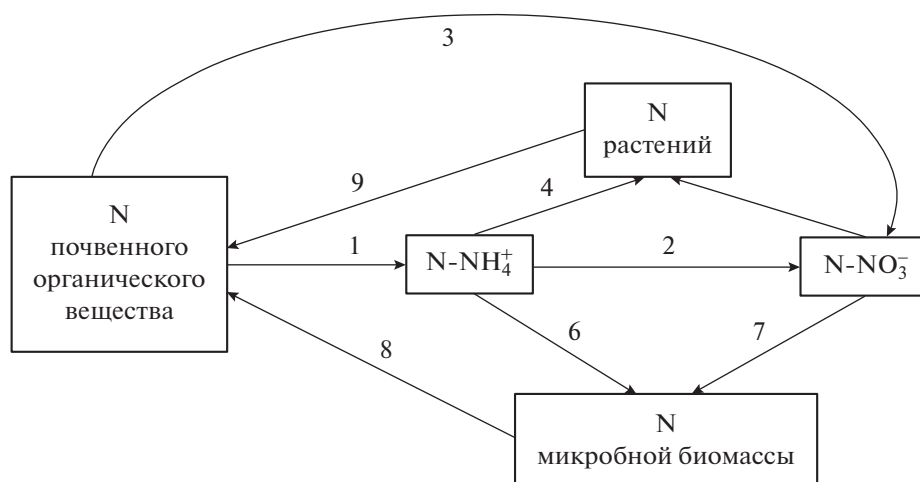 3
N
растений
9
4
N
почвенного
органического
вещества
1
N-NH₄⁺
2
N-NO₃⁻
8
6
7
N
микробной биомассы